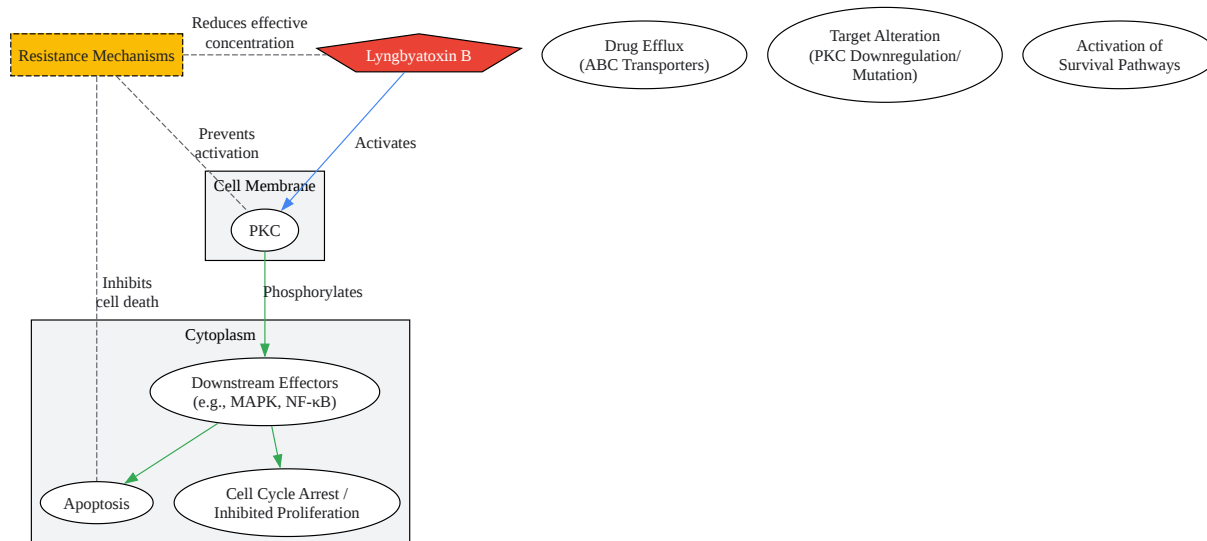 Reduces effective
concentration
Resistance Mechanisms
Lyngbyatoxin B
Drug Efflux
(ABC Transporters)
Target Alteration
(PKC Downregulation/
Mutation)
Activation of
Survival Pathways
Prevents
activation
Activates
Cell Membrane
PKC
Inhibits
cell death
Phosphorylates
Cytoplasm
Downstream Effectors
(e.g., MAPK, NF-κB)
Apoptosis
Cell Cycle Arrest /
Inhibited Proliferation